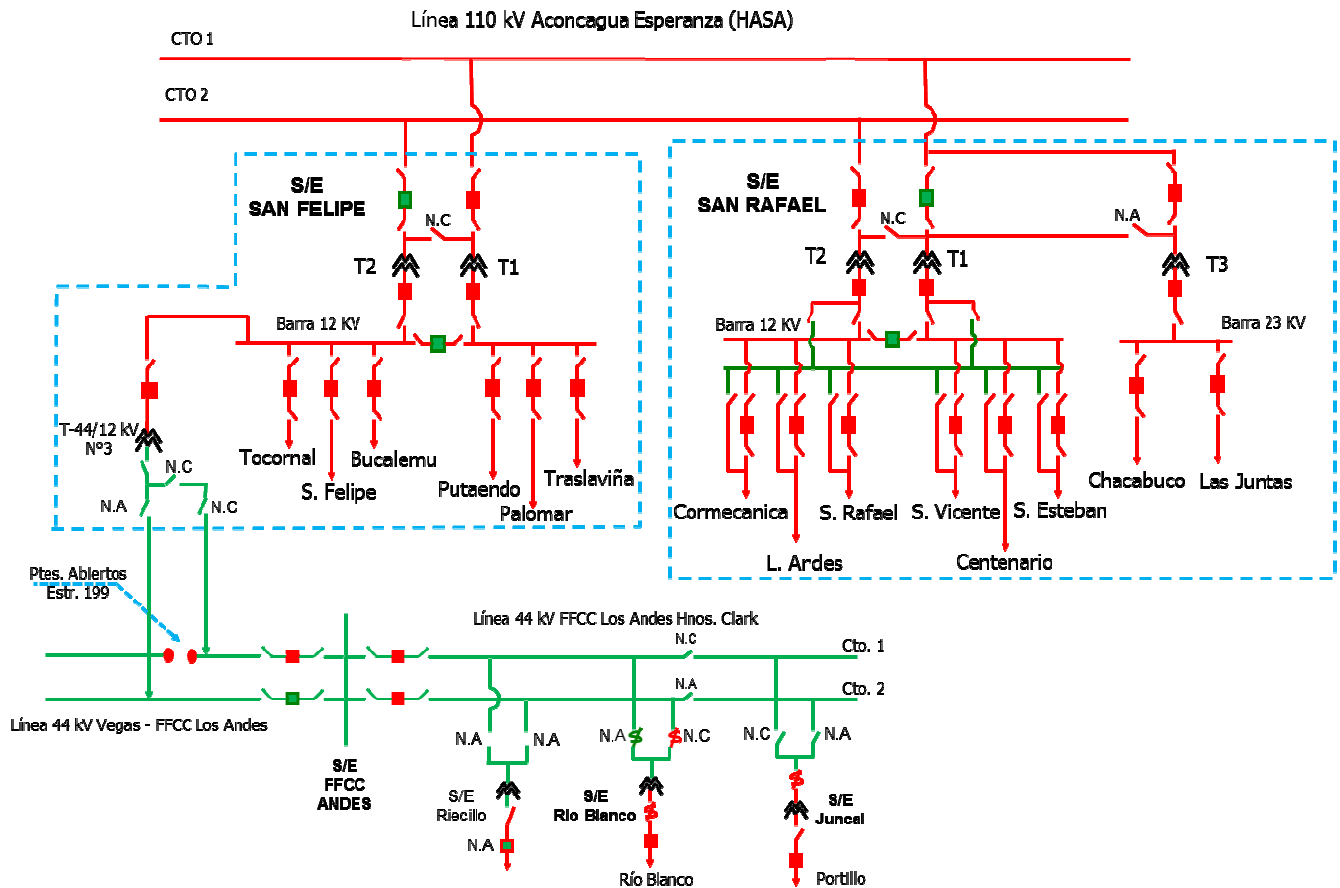 Línea 110 kV Aconcagua Esperanza (HASA)
CTO 1
CTO 2
S/E
SAN FELIPE
N.C
T2
T1
Barra 12 KV
T-44/12 kV
Nº3
N.C
N.A
N.C
Tocornal
S. Felipe
Bucalemu
Putaendo
Palomar
Traslaviña
S/E
SAN RAFAEL
N.C
N.A
T2
T1
T3
Barra 12 KV
Barra 23 KV
Cormecanica
L. Ardes
S. Rafael
S. Vicente
Centenario
S. Esteban
Chacabuco
Las Juntas
Ptes. Abiertos
Estr. 199
Línea 44 kV FFCC Los Andes Hnos. Clark
N.C
Cto. 1
N.A
Cto. 2
Línea 44 kV Vegas - FFCC Los Andes
S/E
FFCC
ANDES
N.A
N.A
N.A
N.C
N.C
N.A
S/E
Riecillo
N.A
S/E
Rio Blanco
Río Blanco
S/E
Juncal
Portillo